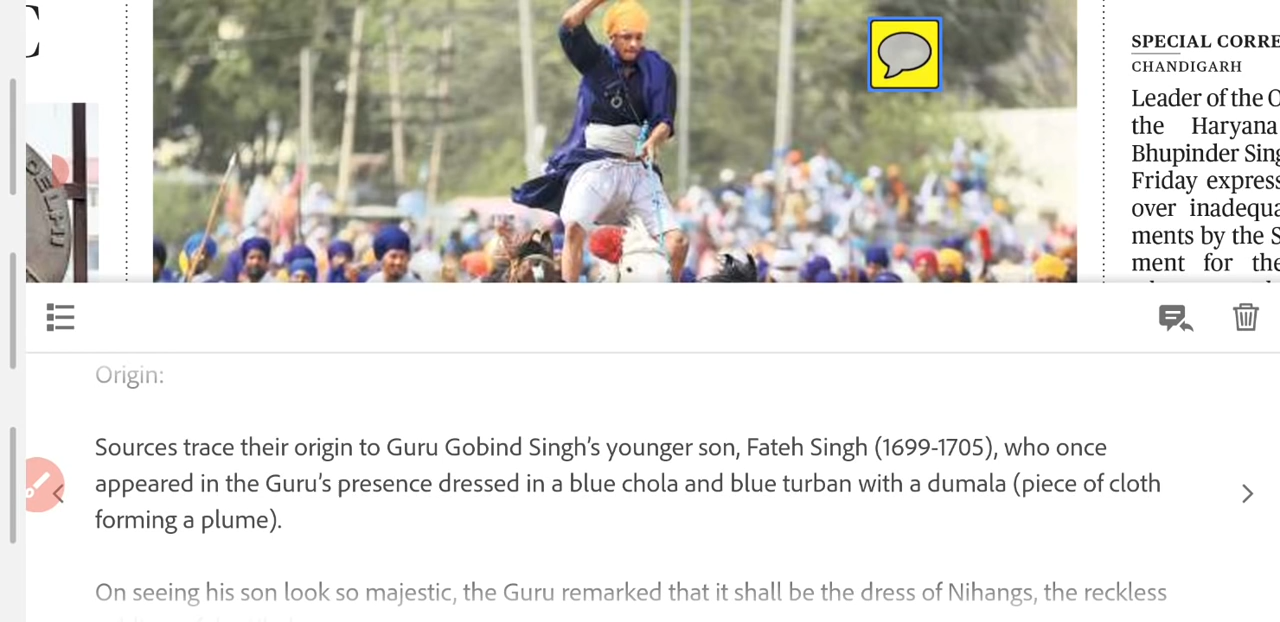 SPECIAL CORRE
CHANDIGARH
Leader of the O
the Haryana
Bhupinder Sing
Friday express
over inadequa
ments by the S
ment for the
DELHI
Origin:
Sources trace their origin to Guru Gobind Singh’s younger son, Fateh Singh (1699-1705), who once
appeared in the Guru’s presence dressed in a blue chola and blue turban with a dumala (piece of cloth
forming a plume).
On seeing his son look so majestic, the Guru remarked that it shall be the dress of Nihangs, the reckless